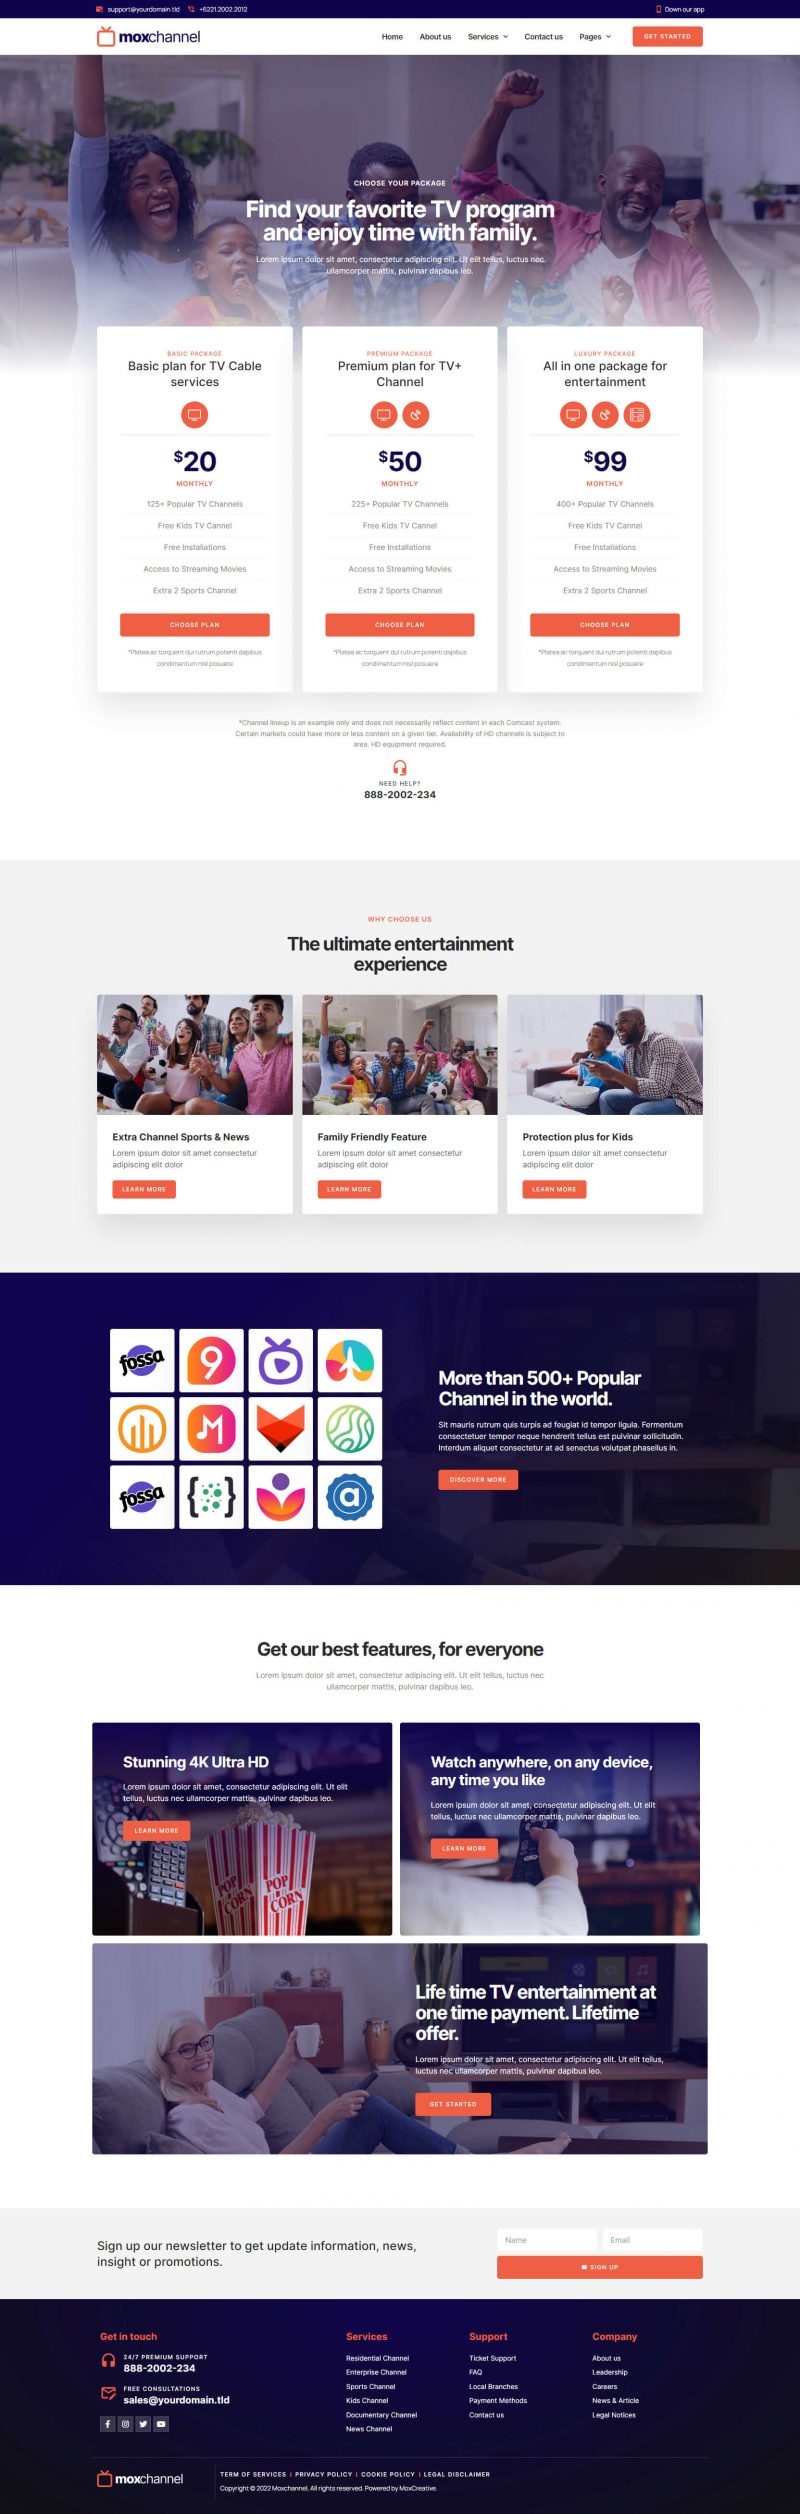 support@yourdomain.tld +6221.2002.2012 Down our app
moxchannel Home About us Services Contact us Pages GET STARTED
CHOOSE YOUR PACKAGE
Find your favorite TV program
and enjoy time with family.
Lorem ipsum dolor sit amet, consectetur adipiscing elit. Ut elit tellus, luctus nec
ullamcorper mattis, pulvinar dapibus leo.
BASIC PACKAGE
Basic plan for TV Cable
services
$20
MONTHLY
125+ Popular TV Channels
Free Kids TV Cannel
Free Installations
Access to Streaming Movies
Extra 2 Sports Channel
CHOOSE PLAN
*Platea ac torquent dui rutrum potenti dapibus
condimentum nisl posuere
PREMIUM PACKAGE
Premium plan for TV+
Channel
$50
MONTHLY
225+ Popular TV Channels
Free Kids TV Cannel
Free Installations
Access to Streaming Movies
Extra 2 Sports Channel
CHOOSE PLAN
*Platea ac torquent dui rutrum potenti dapibus
condimentum nisl posuere
LUXURY PACKAGE
All in one package for
entertainment
$99
MONTHLY
400+ Popular TV Channels
Free Kids TV Cannel
Free Installations
Access to Streaming Movies
Extra 2 Sports Channel
CHOOSE PLAN
*Platea ac torquent dui rutrum potenti dapibus
condimentum nisl posuere
*Channel lineup is an example only and does not necessarily reflect content in each Comcast system.
Certain markets could have more or less content on a given tier. Availability of HD channels is subject to
area. HD equipment required.
NEED HELP?
888-2002-234
WHY CHOOSE US
The ultimate entertainment
experience
Extra Channel Sports & News
Lorem ipsum dolor sit amet consectetur
adipiscing elit dolor
LEARN MORE
Family Friendly Feature
Lorem ipsum dolor sit amet consectetur
adipiscing elit dolor
LEARN MORE
Protection plus for Kids
Lorem ipsum dolor sit amet consectetur
adipiscing elit dolor
LEARN MORE
fossa 9
M
fossa a
More than 500+ Popular
Channel in the world.
Sit mauris rutrum quis turpis ad feugiat id tempor ligula. Fermentum
consectetuer tempor neque hendrerit tellus est pulvinar sollicitudin.
Interdum aliquet consectetur at ad senectus volutpat phasellus in.
DISCOVER MORE
Get our best features, for everyone
Lorem ipsum dolor sit amet, consectetur adipiscing elit. Ut elit tellus, luctus nec
ullamcorper mattis, pulvinar dapibus leo.
Stunning 4K Ultra HD
Lorem ipsum dolor sit amet, consectetur adipiscing elit. Ut elit
tellus, luctus nec ullamcorper mattis, pulvinar dapibus leo.
LEARN MORE
POP CORN
POP CORN
Watch anywhere, on any device,
any time you like
Lorem ipsum dolor sit amet, consectetur adipiscing elit. Ut elit
tellus, luctus nec ullamcorper mattis, pulvinar dapibus leo.
LEARN MORE
Life time TV entertainment at
one time payment. Lifetime
offer.
Lorem ipsum dolor sit amet, consectetur adipiscing elit. Ut elit tellus,
luctus nec ullamcorper mattis, pulvinar dapibus leo.
GET STARTED
Sign up our newsletter to get update information, news,
insight or promotions.
Name Email
SIGN UP
Get in touch
24/7 PREMIUM SUPPORT
888-2002-234
FREE CONSULTATIONS
sales@yourdomain.tld
Services
Residential Channel
Enterprise Channel
Sports Channel
Kids Channel
Documentary Channel
News Channel
Support
Ticket Support
FAQ
Local Branches
Payment Methods
Contact us
Company
About us
Leadership
Careers
News & Article
Legal Notices
moxchannel
TERM OF SERVICES | PRIVACY POLICY | COOKIE POLICY | LEGAL DISCLAIMER
Copyright © 2022 Moxchannel, All rights reserved. Powered by MoxCreative.